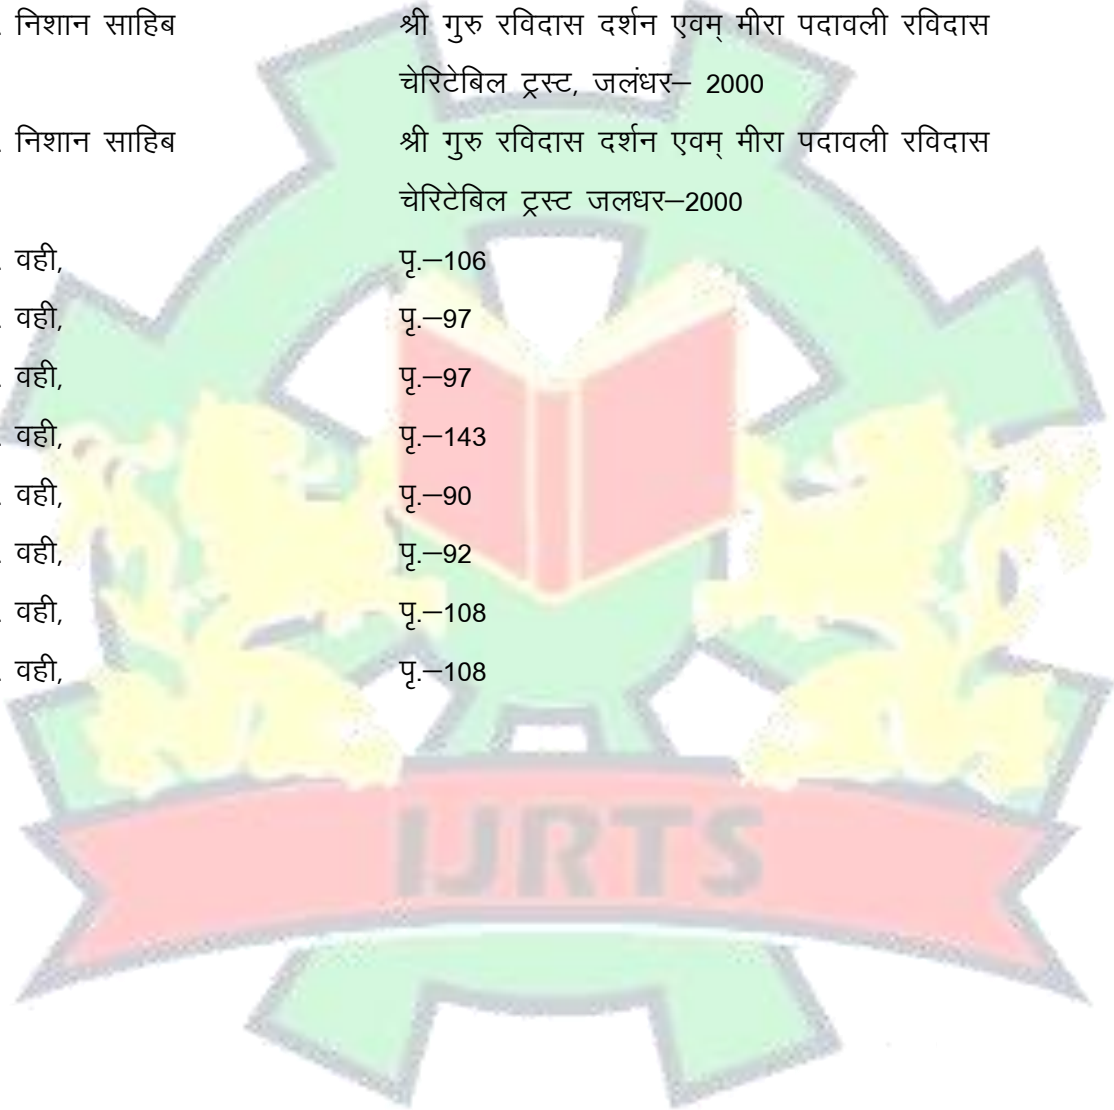 . निशान साहिब श्री गुरु रविदास दर्शन एवम् मीरा पदावली रविदास
चेरिटेबिल ट्रस्ट, जलंधर– 2000
. निशान साहिब श्री गुरु रविदास दर्शन एवम् मीरा पदावली रविदास
चेरिटेबिल ट्रस्ट जलधर–2000
. वही, पृ.–106
. वही, पृ.–97
. वही, पृ.–97
. वही, पृ.–143
. वही, पृ.–90
. वही, पृ.–92
. वही, पृ.–108
. वही, पृ.–108
IJRTS